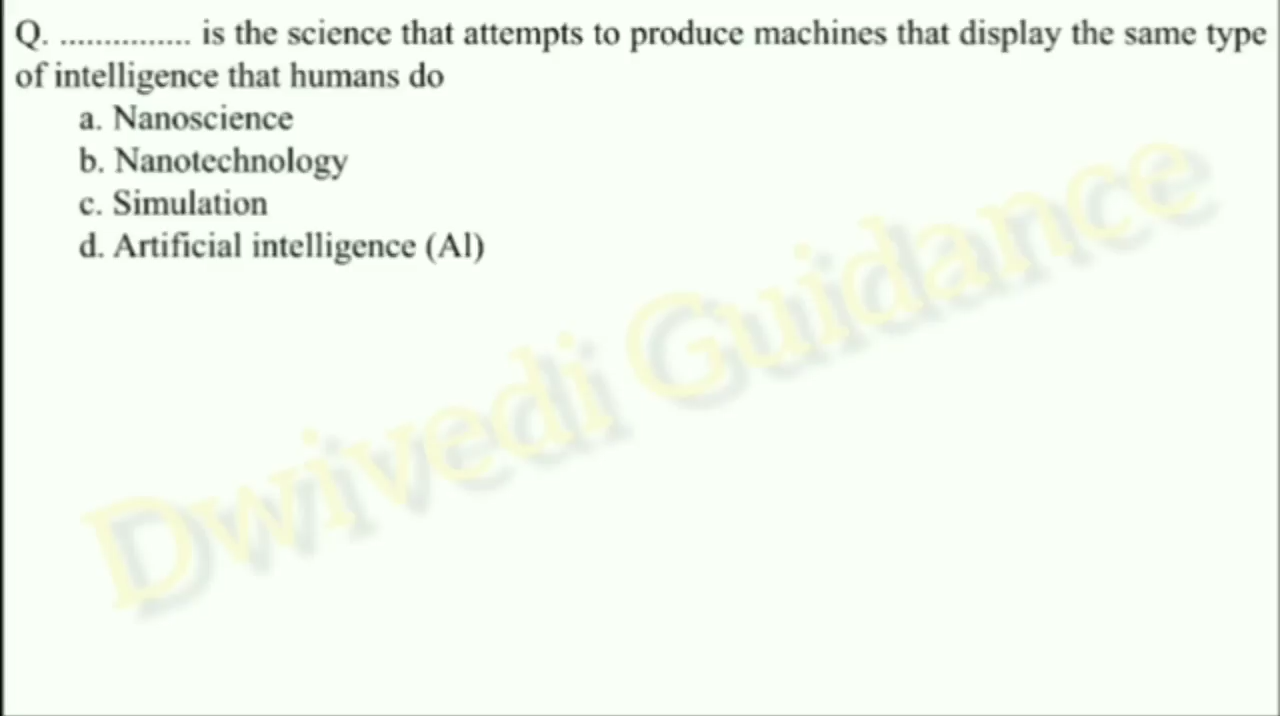 Q. ............... is the science that attempts to produce machines that display the same type
of intelligence that humans do
a. Nanoscience
b. Nanotechnology
c. Simulation
d. Artificial intelligence (Al)
Dwivedi Guidance